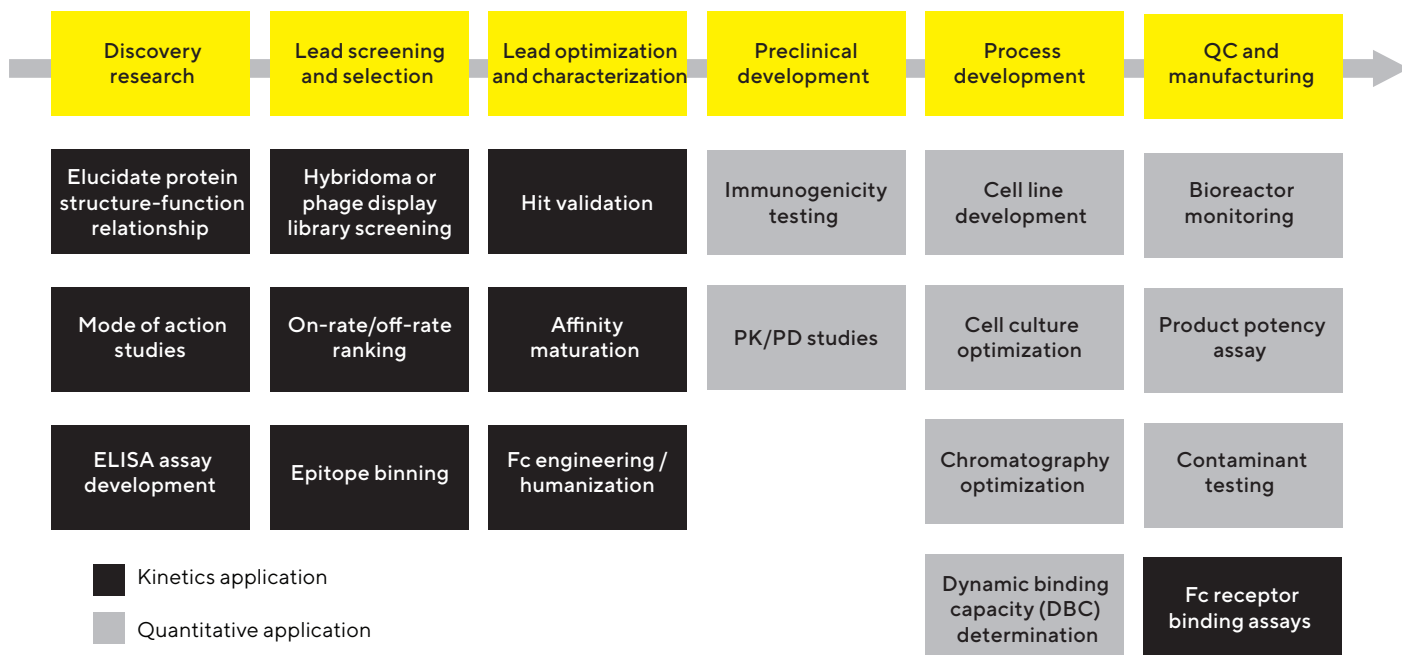 Discovery
research
Lead screening
and selection
Lead optimization
and characterization
Preclinical
development
Process
development
QC and
manufacturing
Elucidate protein
structure-function
relationship
Hybridoma or
phage display
library screening
Hit validation
Immunogenicity
testing
Cell line
development
Bioreactor
monitoring
Mode of action
studies
On-rate/off-rate
ranking
Affinity
maturation
PK/PD studies
Cell culture
optimization
Product potency
assay
ELISA assay
development
Epitope binning
Fc engineering /
humanization
Chromatography
optimization
Contaminant
testing
Dynamic binding
capacity (DBC)
determination
Fc receptor
binding assays
Kinetics application
Quantitative application